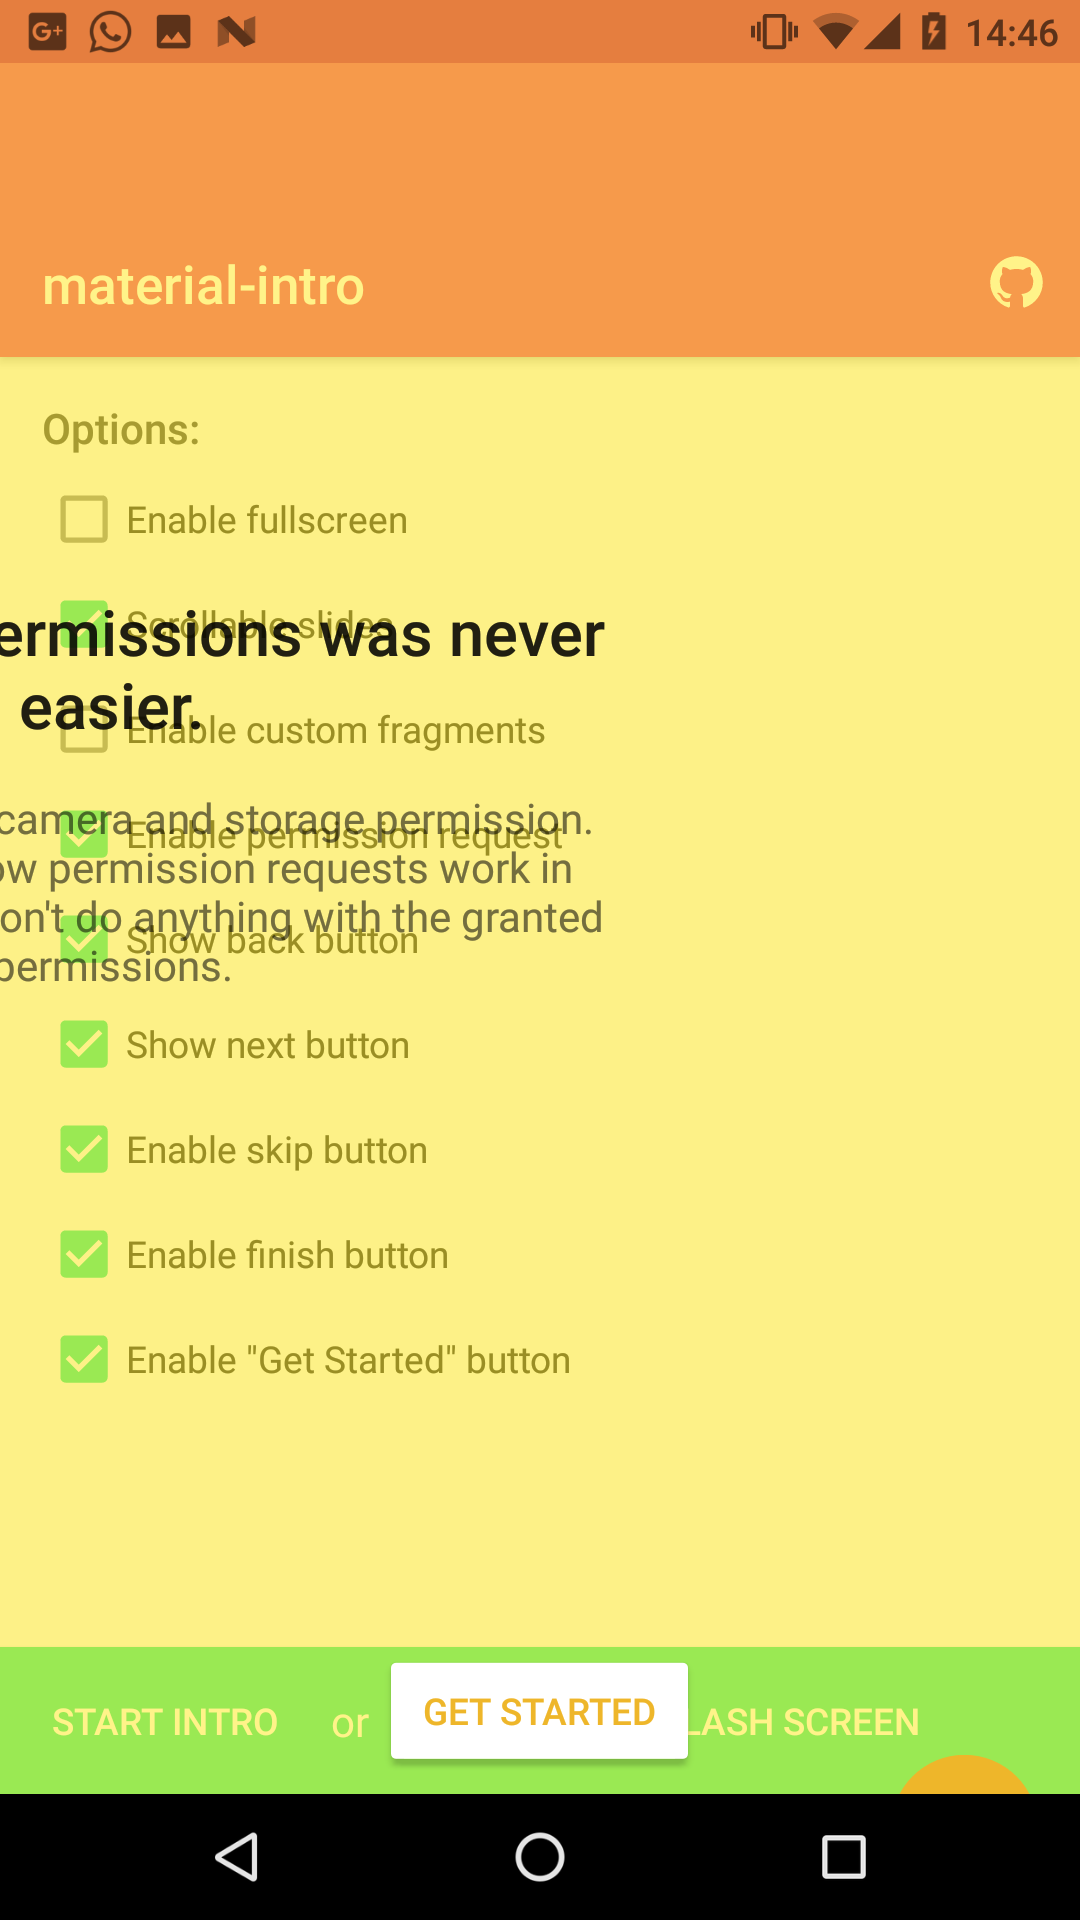 14:46
material-intro
Options:
Enable fullscreen
Scrollable slides
ermissions was never
easier.
Enable custom fragments
camera and storage permission.
Enable permission request
ow permission requests work in
on't do anything with the granted
Show back button
permissions.
Show next button
Enable skip button
Enable finish button
Enable "Get Started" button
START INTRO or GET STARTED LASH SCREEN